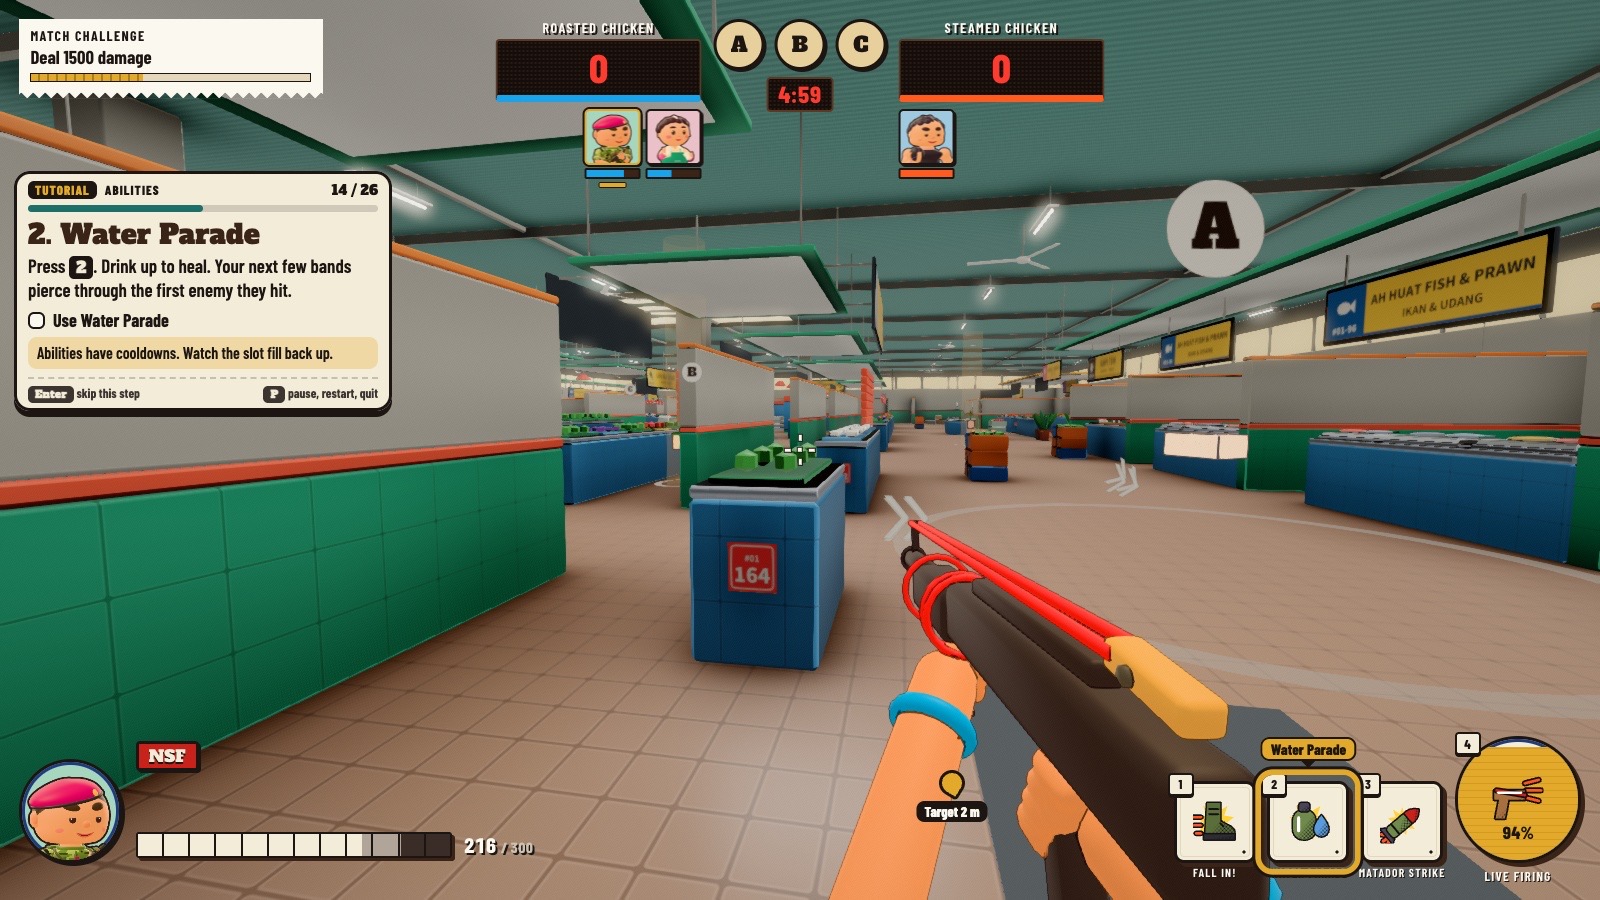 MATCH CHALLENGE
Deal 1500 damage
ROASTED CHICKEN
0
A B C
4:59
STEAMED CHICKEN
0
TUTORIAL ABILITIES 14 / 26
2. Water Parade
Press 2. Drink up to heal. Your next few bands
pierce through the first enemy they hit.
Use Water Parade
Abilities have cooldowns. Watch the slot fill back up.
Enter skip this step
P pause, restart, quit
A
B
AH HUAT FISH & PRAWN
IKAN & UDANG
#01-96
#01
164
NSF
216 / 300
Target 2 m
Water Parade
1
2
3
4
94%
FALL IN!
MATADOR STRIKE
LIVE FIRING